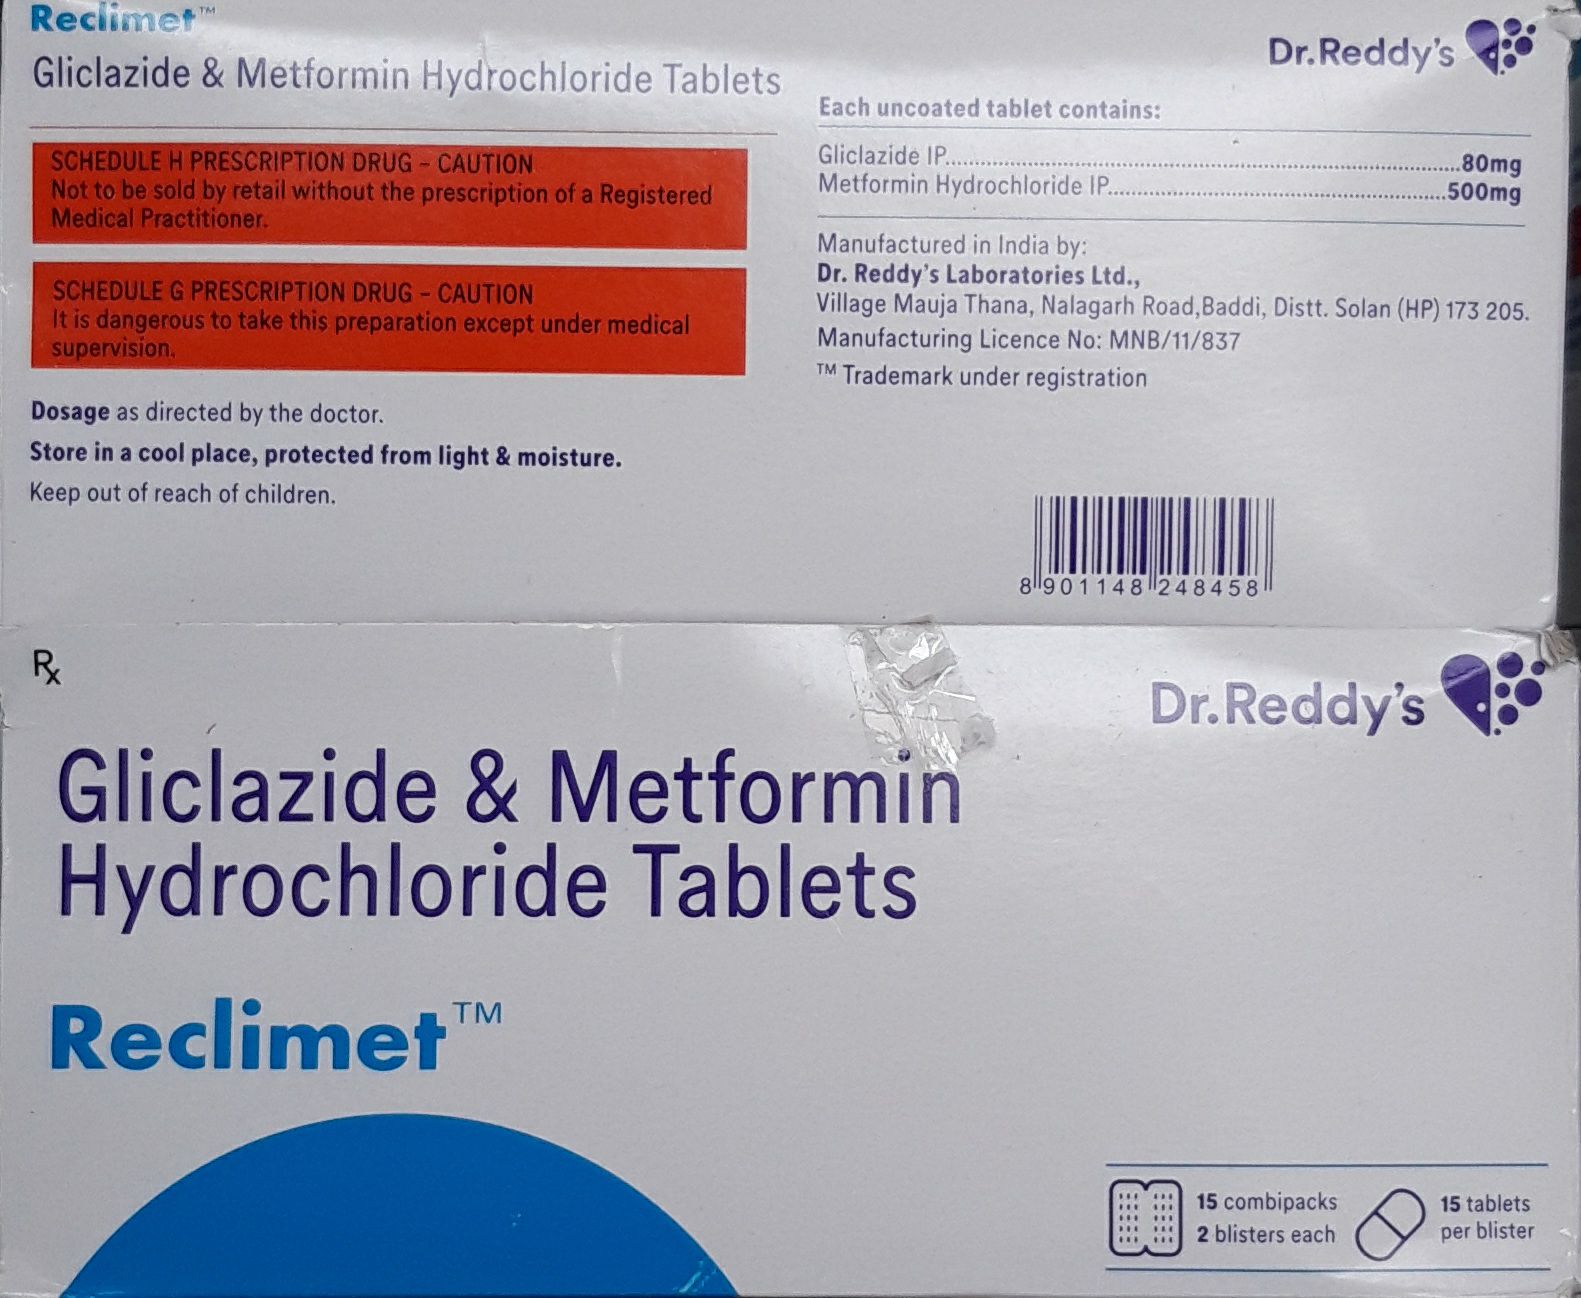 Reclimet™
Gliclazide & Metformin Hydrochloride Tablets
SCHEDULE H PRESCRIPTION DRUG - CAUTION
Not to be sold by retail without the prescription of a Registered
Medical Practitioner.
SCHEDULE G PRESCRIPTION DRUG - CAUTION
It is dangerous to take this preparation except under medical
supervision.
Dosage as directed by the doctor.
Store in a cool place, protected from light & moisture.
Keep out of reach of children.
Dr.Reddy's
Each uncoated tablet contains:
Gliclazide IP....................80mg
Metformin Hydrochloride IP....................500mg
Manufactured in India by:
Dr. Reddy's Laboratories Ltd.,
Village Mauja Thana, Nalagarh Road,Baddi, Distt. Solan (HP) 173 205.
Manufacturing Licence No: MNB/11/837
™ Trademark under registration
8 901148 248458
Rx
Dr.Reddy's
Gliclazide & Metformin
Hydrochloride Tablets
Reclimet™
15 combipacks
2 blisters each
15 tablets
per blister